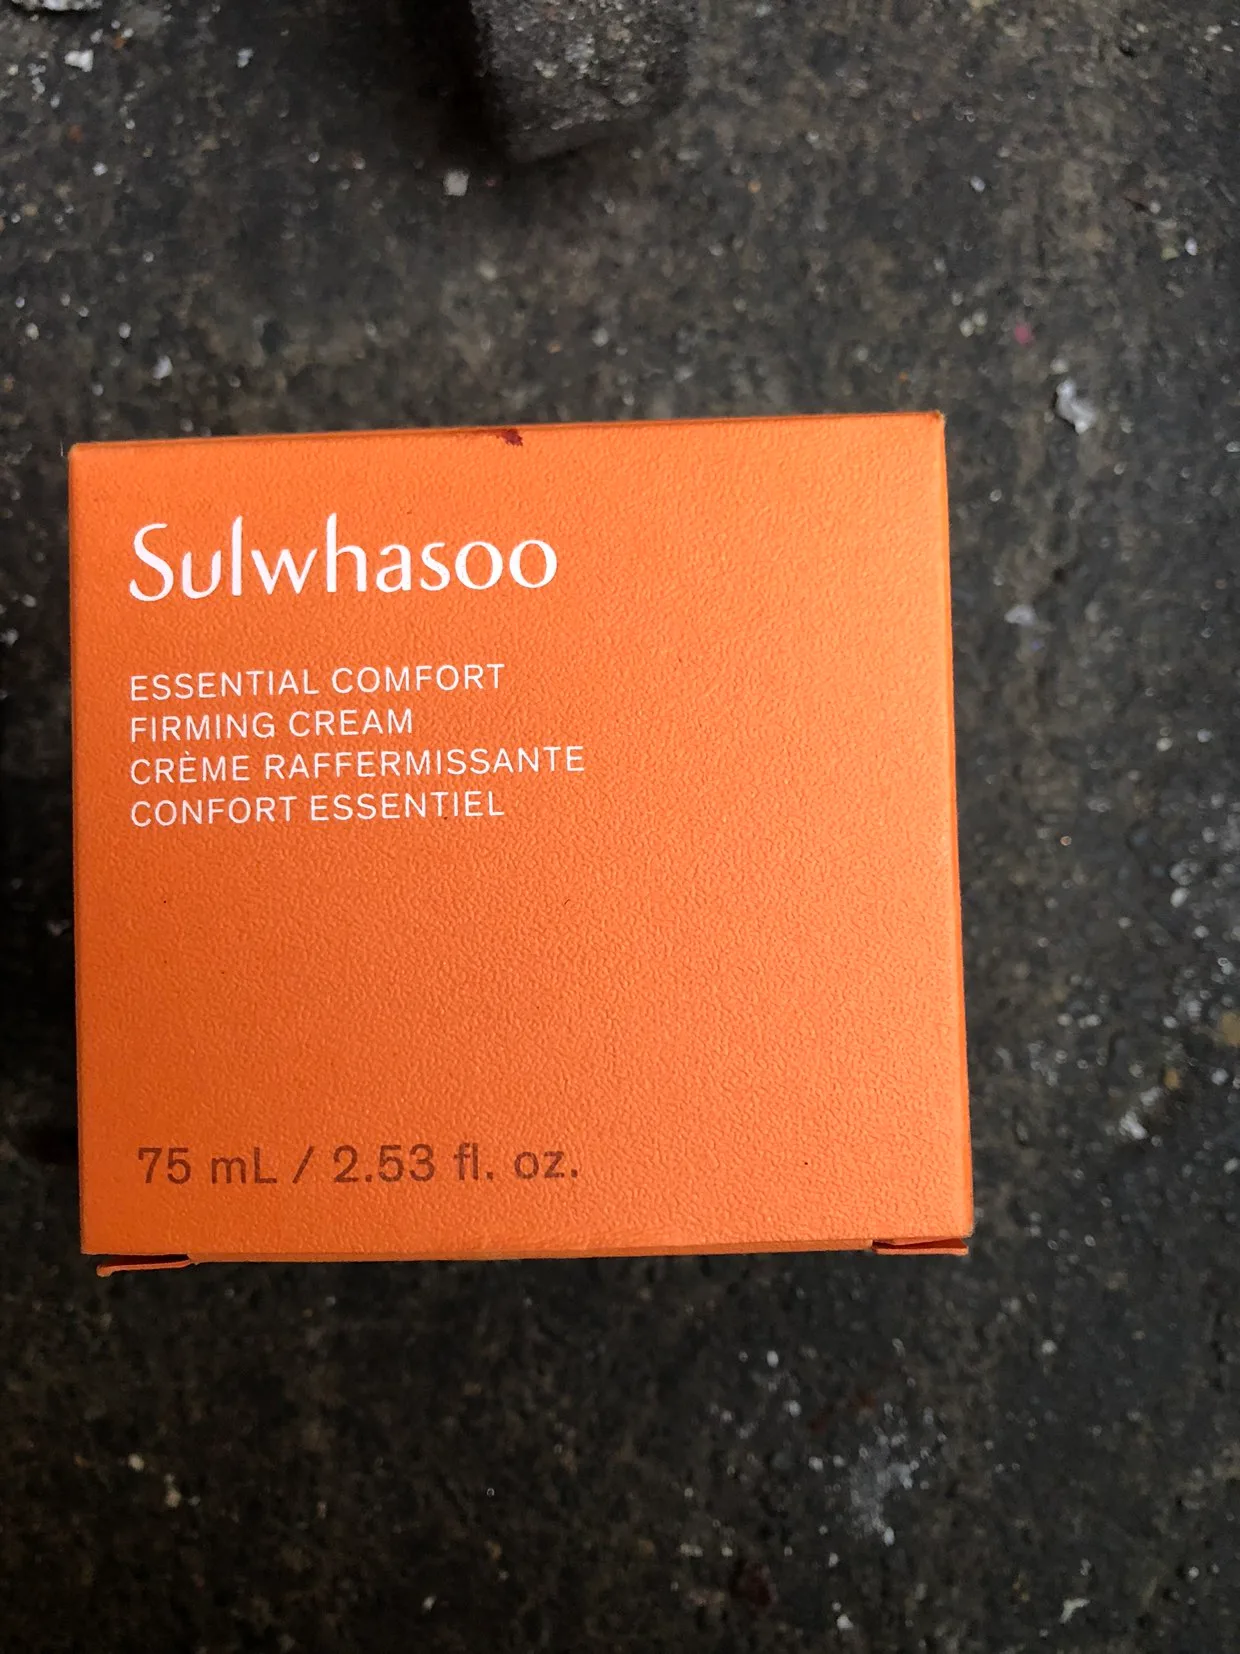 Sulwhasoo
ESSENTIAL COMFORT
FIRMING CREAM
CRÈME RAFFERMISSANTE
CONFORT ESSENTIEL
75 mL / 2.53 fl. oz.